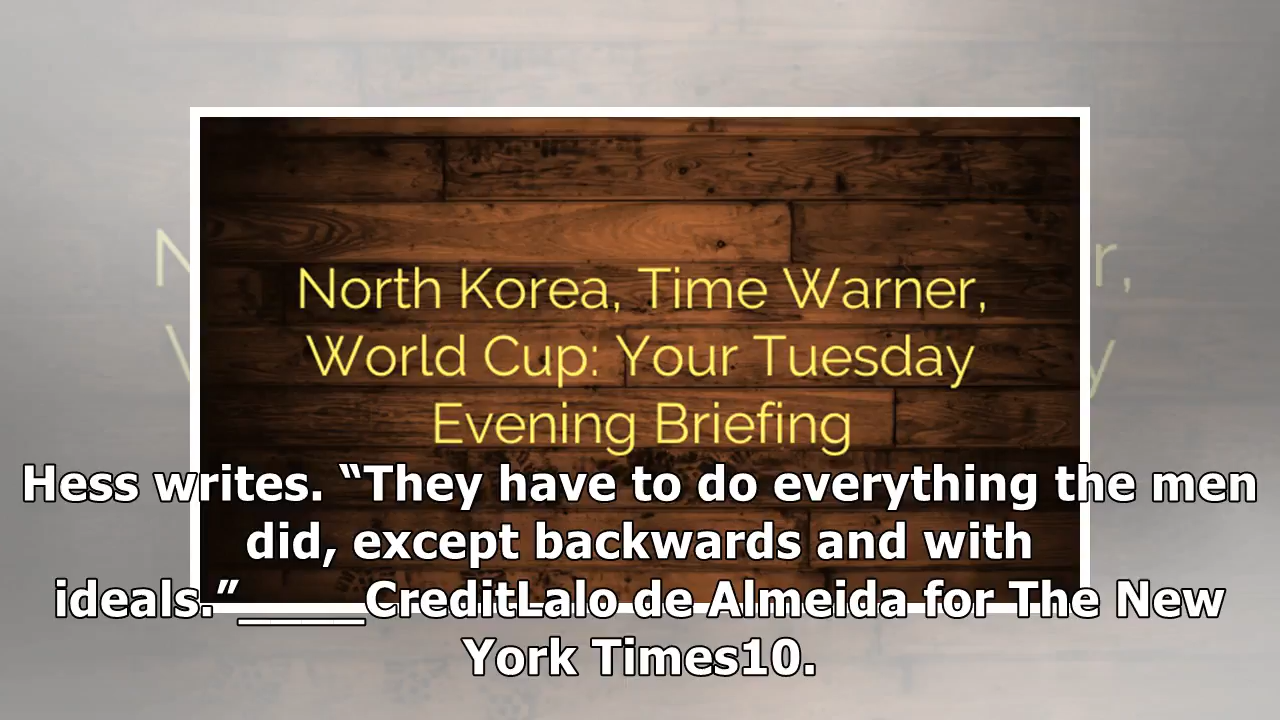 North Korea, Time Warner,
World Cup: Your Tuesday
Evening Briefing
Hess writes. “They have to do everything the men
did, except backwards and with
ideals.”_____CreditLalo de Almeida for The New
York Times10.